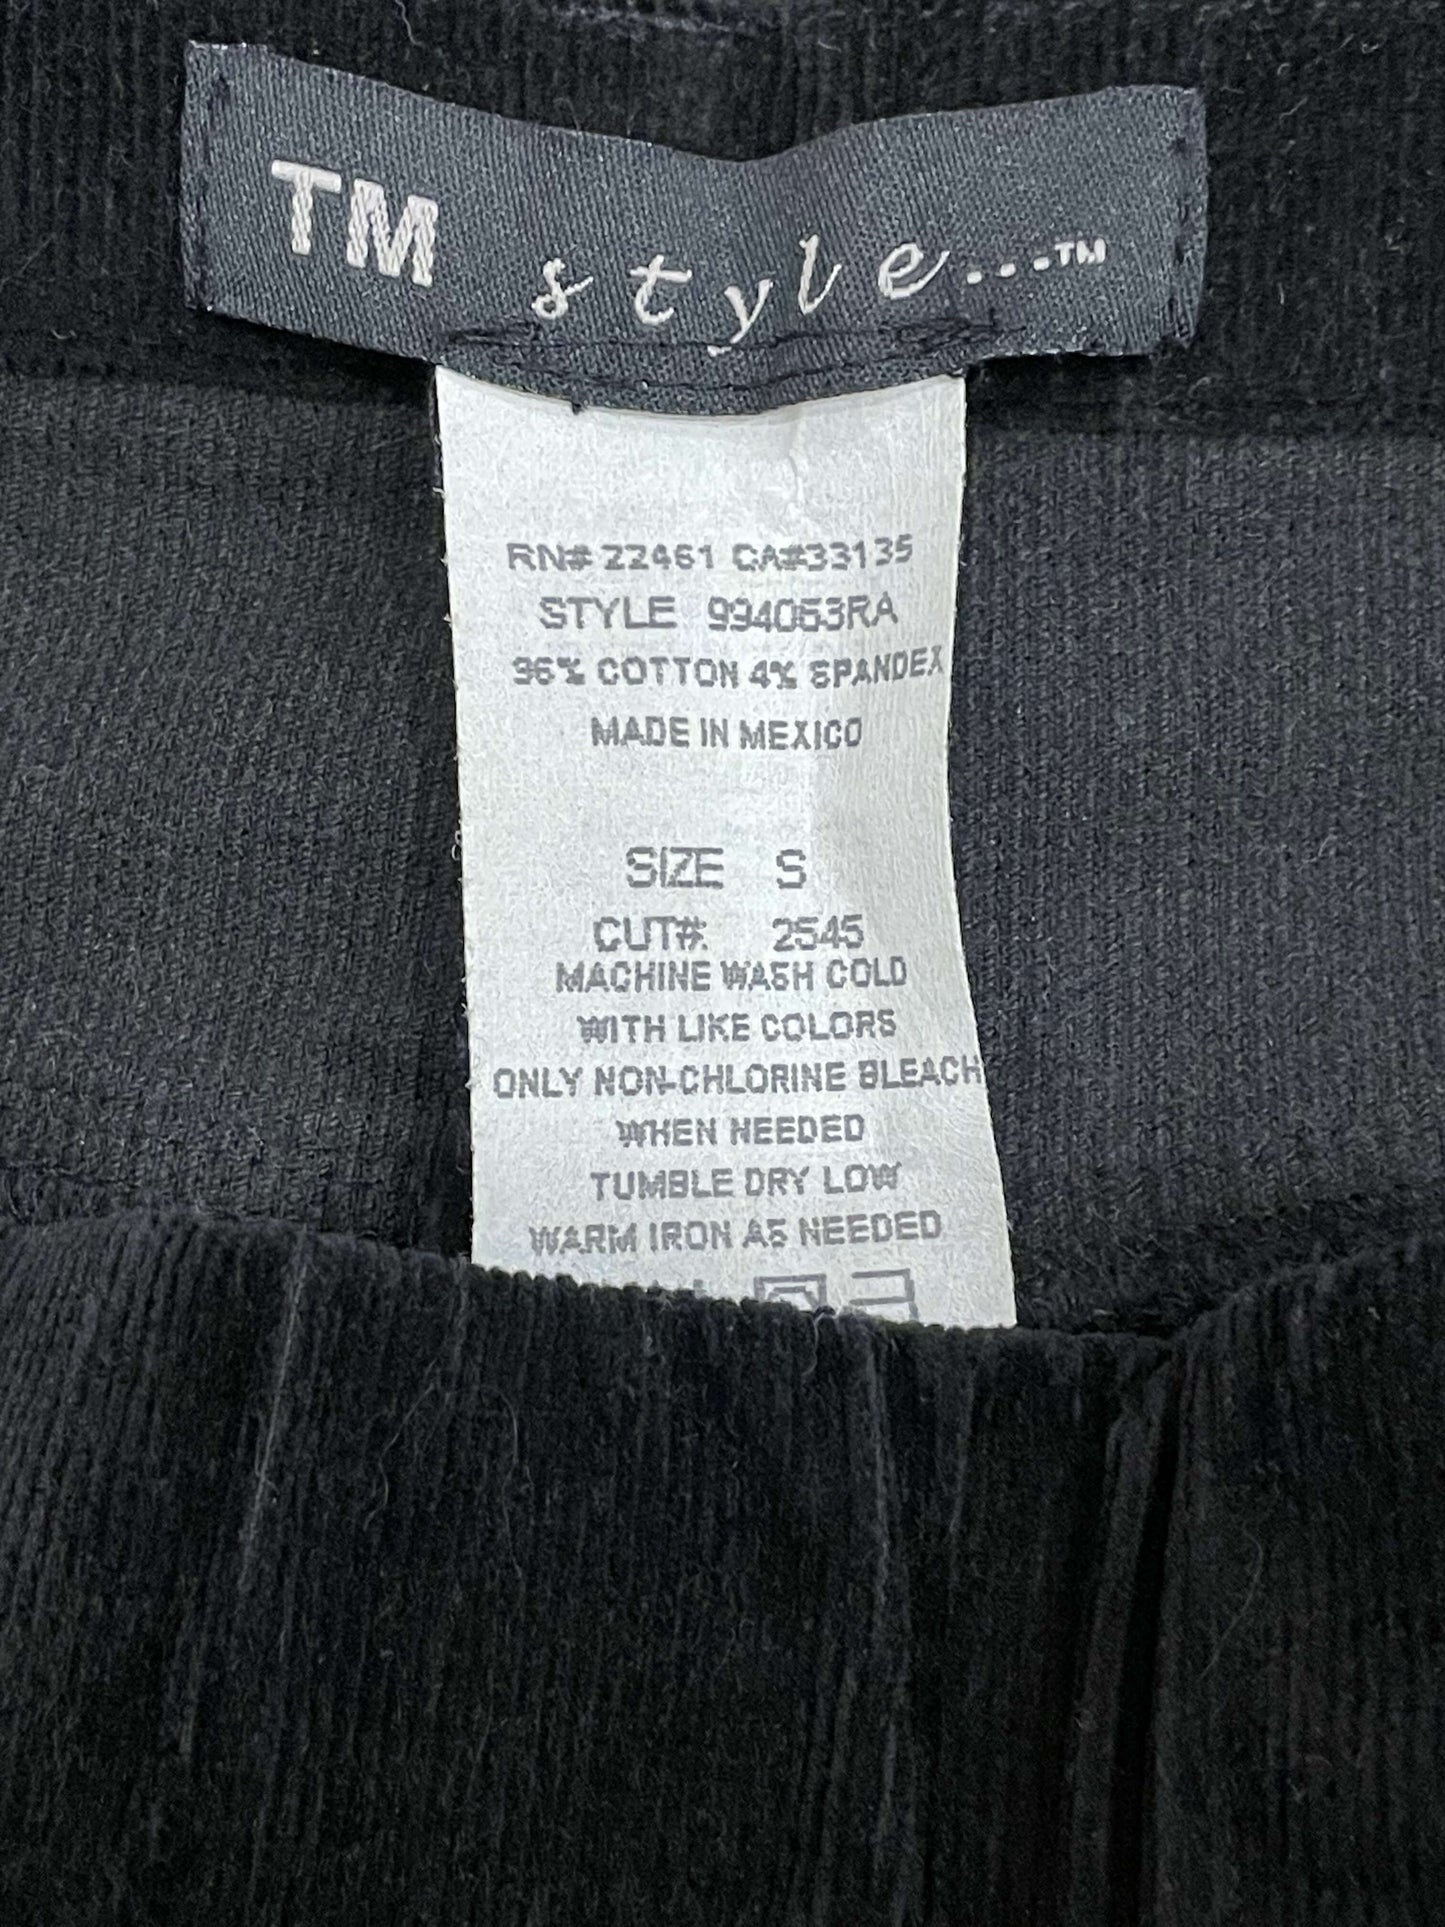 TM style...™
RN# 22461 CA#33135
STYLE 994063RA
96% COTTON 4% SPANDEX
MADE IN MEXICO
SIZE S
CUT#: 2545
MACHINE WASH COLD
WITH LIKE COLORS
ONLY NON-CHLORINE BLEACH
WHEN NEEDED
TUMBLE DRY LOW
WARM IRON AS NEEDED